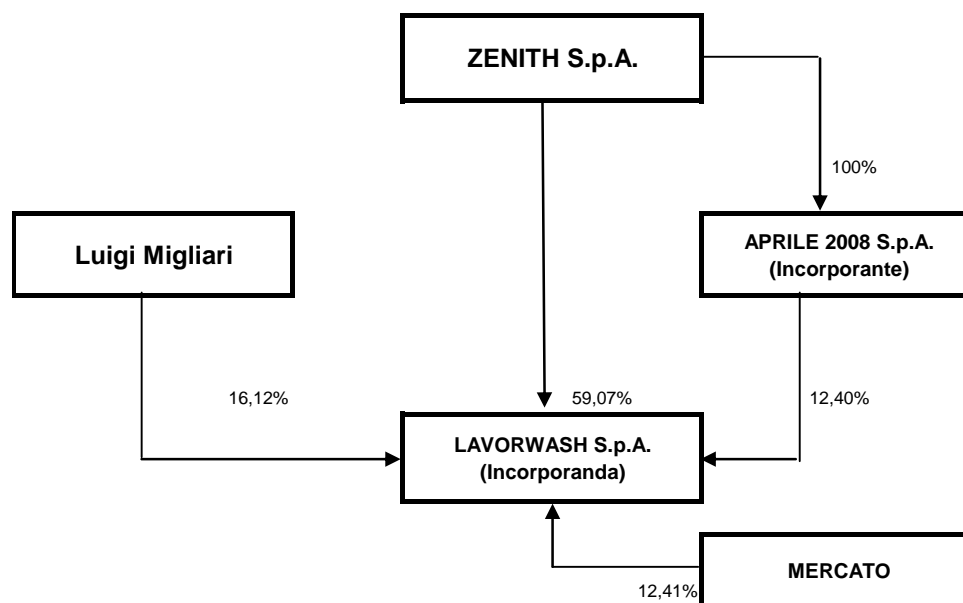 ZENITH S.p.A.
100%
Luigi Migliari
APRILE 2008 S.p.A.
(Incorporante)
16,12%
59,07%
12,40%
LAVORWASH S.p.A.
(Incorporanda)
MERCATO
12,41%